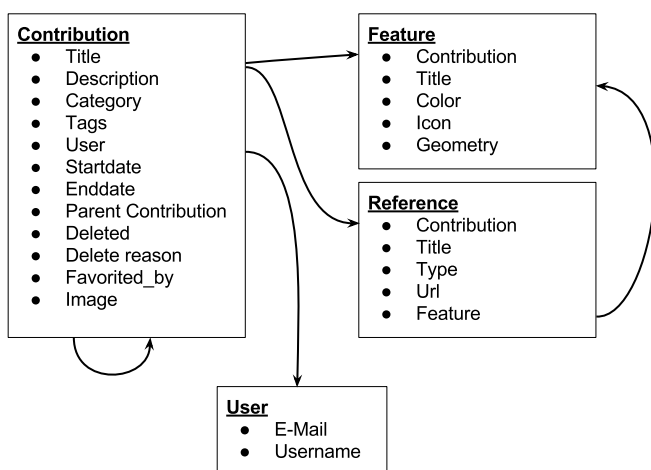 Contribution
● Title
● Description
● Category
● Tags
● User
● Startdate
● Enddate
● Parent Contribution
● Deleted
● Delete reason
● Favorited_by
● Image
Feature
● Contribution
● Title
● Color
● Icon
● Geometry
Reference
● Contribution
● Title
● Type
● Url
● Feature
User
● E-Mail
● Username